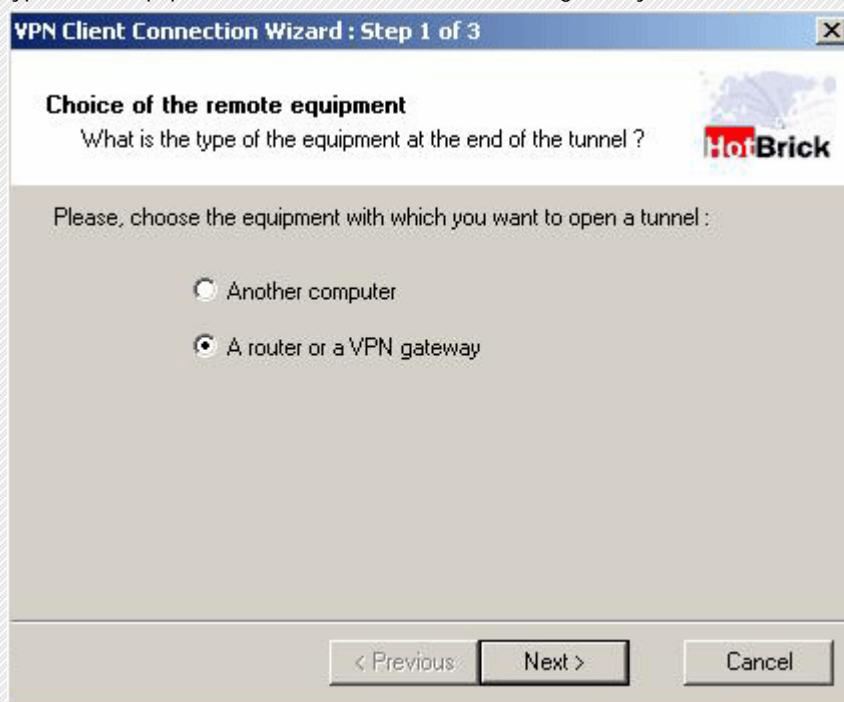 VPN Client Connection Wizard : Step 1 of 3
Choice of the remote equipment
What is the type of the equipment at the end of the tunnel ?
HotBrick
Please, choose the equipment with which you want to open a tunnel :
Another computer
A router or a VPN gateway
< Previous
Next >
Cancel